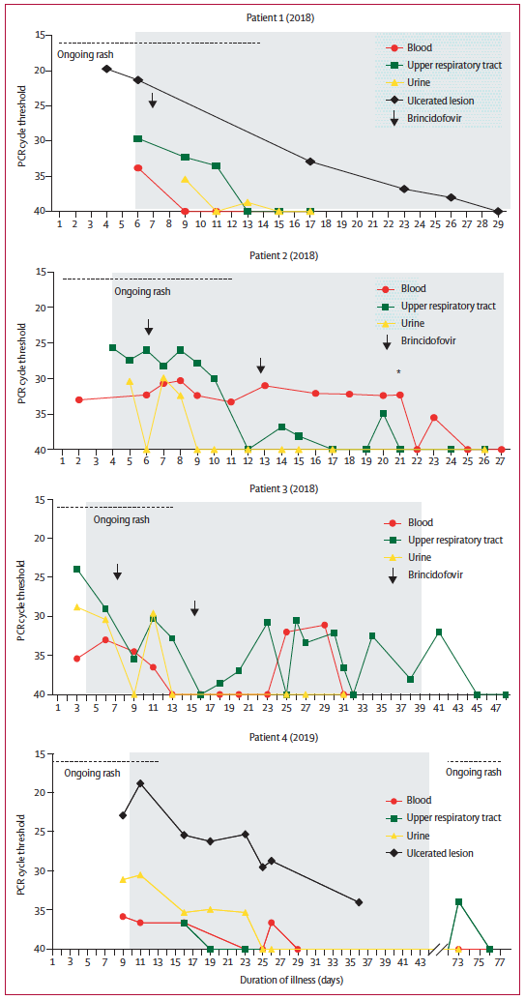 Patient 1 (2018)
PCR cycle threshold
15
20
25
30
35
40
Ongoing rash
Blood
Upper respiratory tract
Urine
Ulcerated lesion
Brincidofovir
1 2 3 4 5 6 7 8 9 10 11 12 13 14 15 16 17 18 19 20 21 22 23 24 25 26 27 28 29
Patient 2 (2018)
PCR cycle threshold
15
20
25
30
35
40
Ongoing rash
Blood
Upper respiratory tract
Urine
Brincidofovir
*
1 2 3 4 5 6 7 8 9 10 11 12 13 14 15 16 17 18 19 20 21 22 23 24 25 26 27
Patient 3 (2018)
PCR cycle threshold
15
20
25
30
35
40
Ongoing rash
Blood
Upper respiratory tract
Urine
Brincidofovir
1 3 5 7 9 11 13 15 17 19 21 23 25 27 29 31 33 35 37 39 41 43 45 47
Patient 4 (2019)
PCR cycle threshold
15
20
25
30
35
40
Ongoing rash
Ongoing rash
Blood
Upper respiratory tract
Urine
Ulcerated lesion
1 3 5 7 9 11 13 15 17 19 21 23 25 27 29 31 33 35 37 39 41 43 73 75 77
Duration of illness (days)